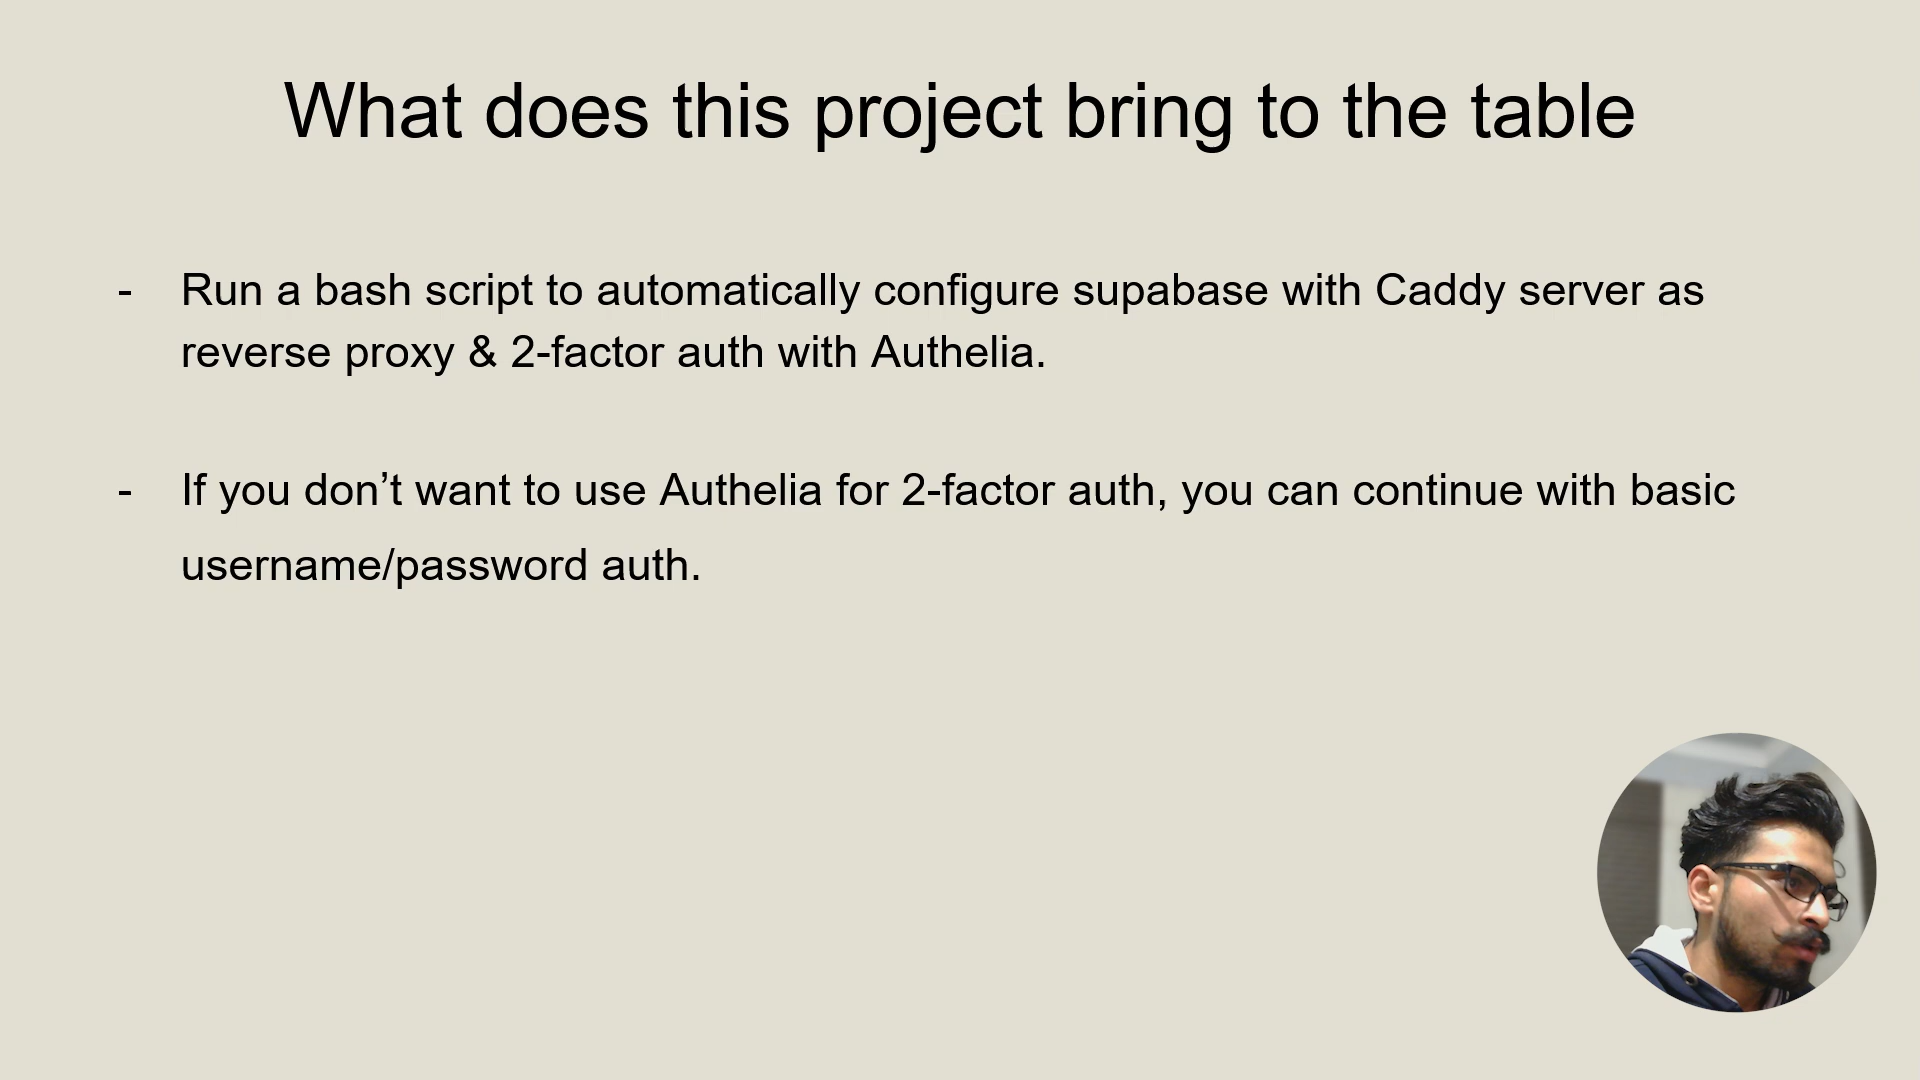 What does this project bring to the table
- Run a bash script to automatically configure supabase with Caddy server as
reverse proxy & 2-factor auth with Authelia.
- If you don’t want to use Authelia for 2-factor auth, you can continue with basic
username/password auth.